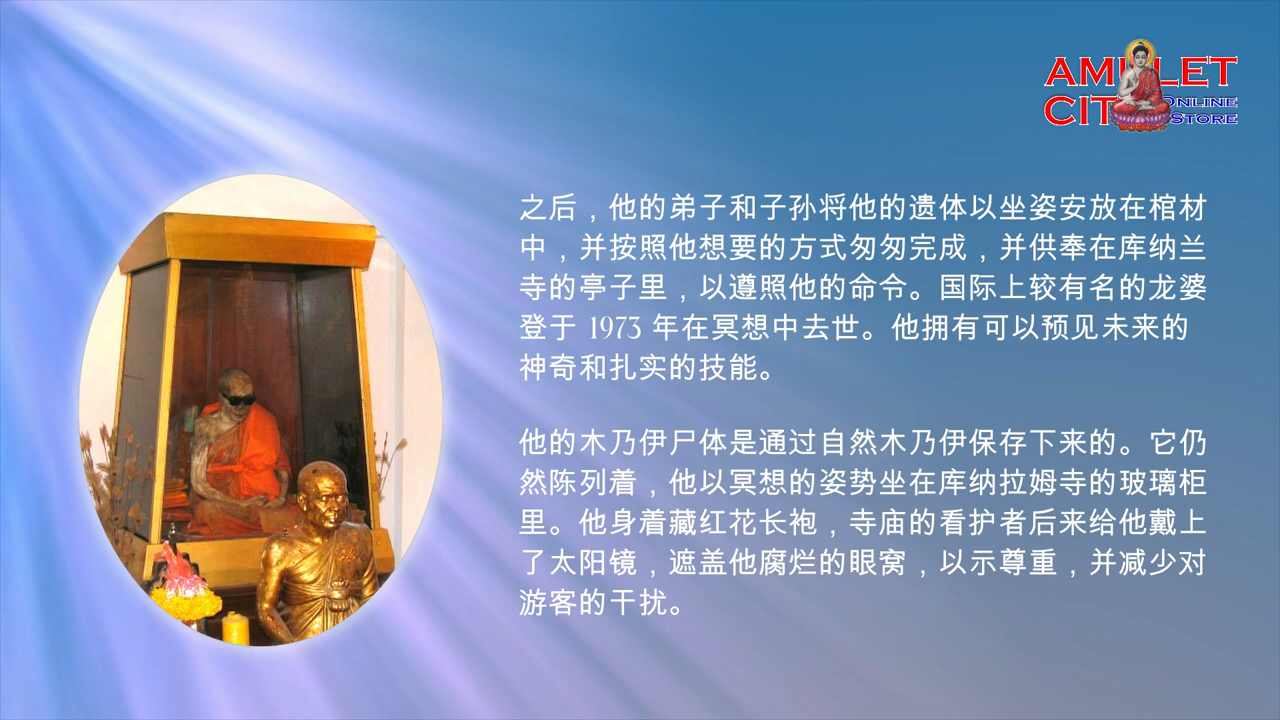 AMULET
CITY ONLINE
STORE
之后，他的弟子和子孙将他的遗体以坐姿安放在棺材
中，并按照他想要的方式匆匆完成，并供奉在库纳兰
寺的亭子里，以遵照他的命令。国际上较有名的龙婆
登于 1973 年在冥想中去世。他拥有可以预见未来的
神奇和扎实的技能。
他的木乃伊尸体是通过自然木乃伊保存下来的。它仍
然陈列着，他以冥想的姿势坐在库纳拉姆寺的玻璃柜
里。他身着藏红花长袍，寺庙的看护者后来给他戴上
了太阳镜，遮盖他腐烂的眼窝，以示尊重，并减少对
游客的干扰。